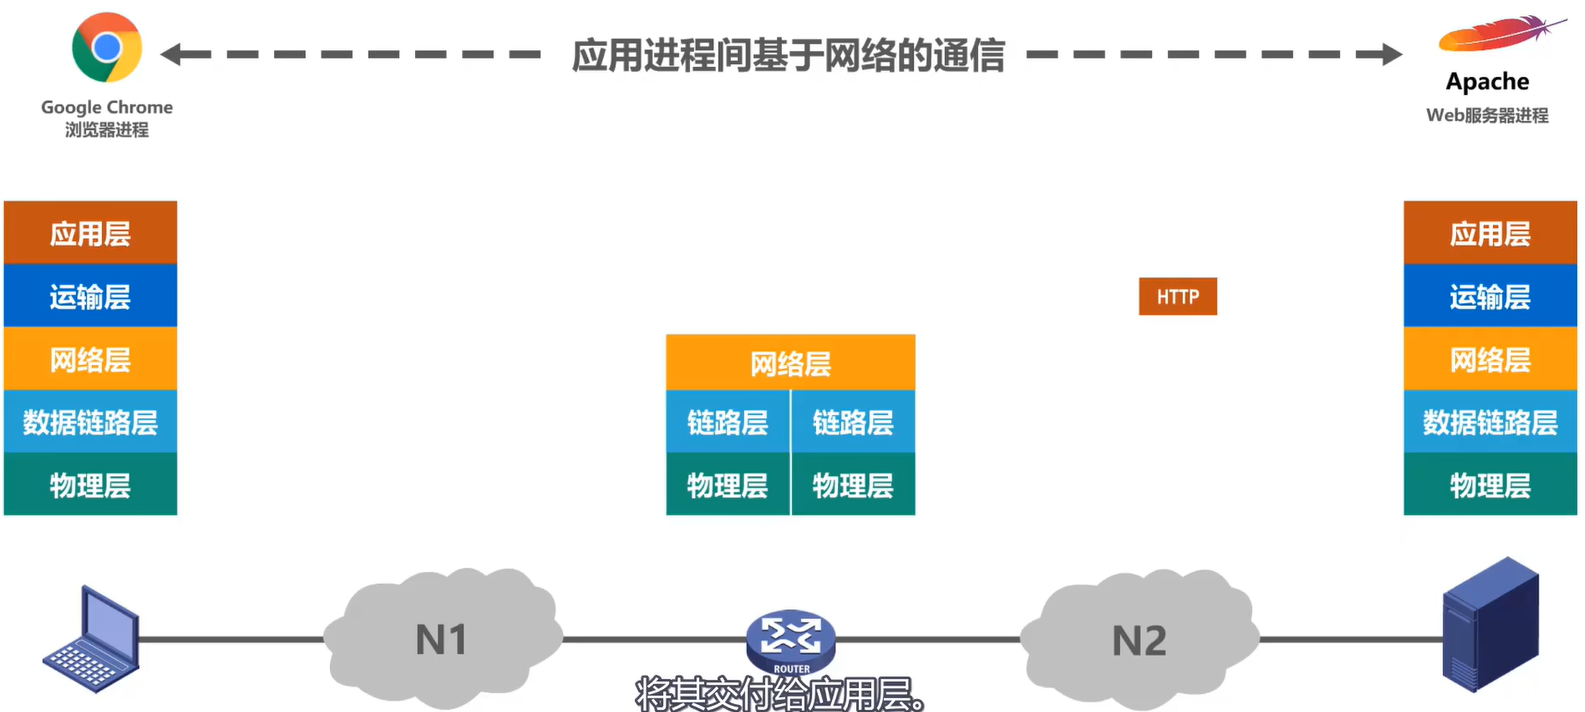 应用进程间基于网络的通信
Google Chrome
浏览器进程
Apache
Web服务器进程
应用层
运输层
网络层
数据链路层
物理层
网络层
链路层 链路层
物理层 物理层
HTTP
应用层
运输层
网络层
数据链路层
物理层
N1
ROUTER
N2
将其交付给应用层。